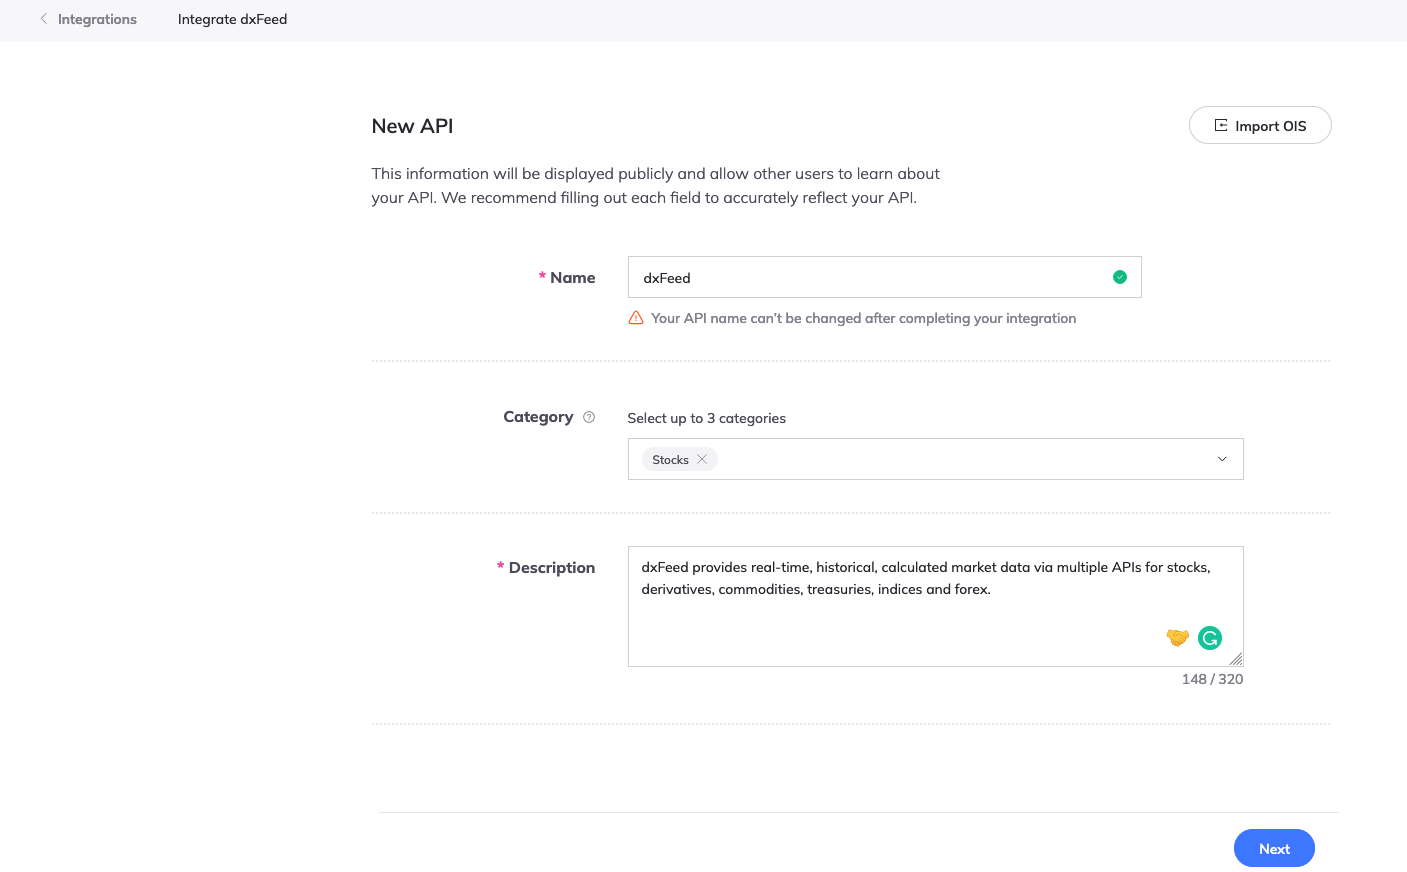 Integrations
Integrate dxFeed
New API
Import OIS
This information will be displayed publicly and allow other users to learn about
your API. We recommend filling out each field to accurately reflect your API.
* Name
dxFeed
Your API name can't be changed after completing your integration
Category
Select up to 3 categories
Stocks
* Description
dxFeed provides real-time, historical, calculated market data via multiple APIs for stocks,
derivatives, commodities, treasuries, indices and forex.
148 / 320
Next